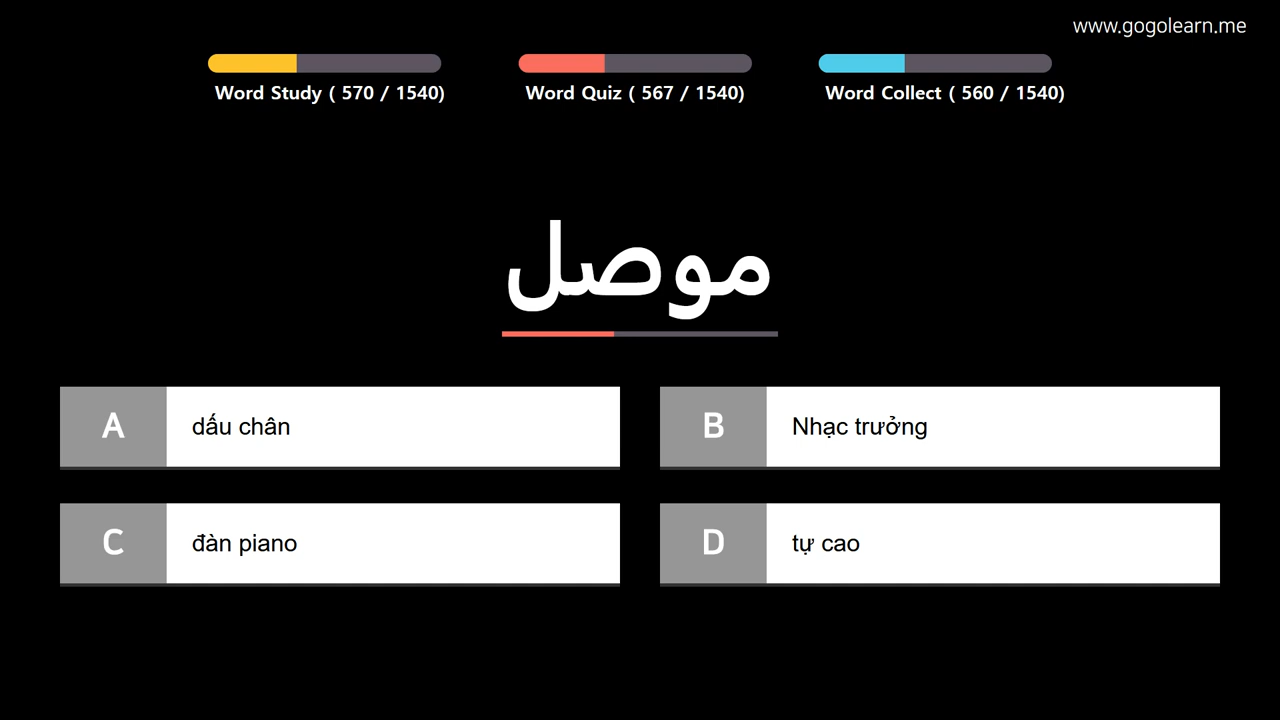 www.gogolearn.me
Word Study ( 570 / 1540)
Word Quiz ( 567 / 1540)
Word Collect ( 560 / 1540)
موصل
A
dấu chân
B
Nhạc trưởng
C
đàn piano
D
tự cao